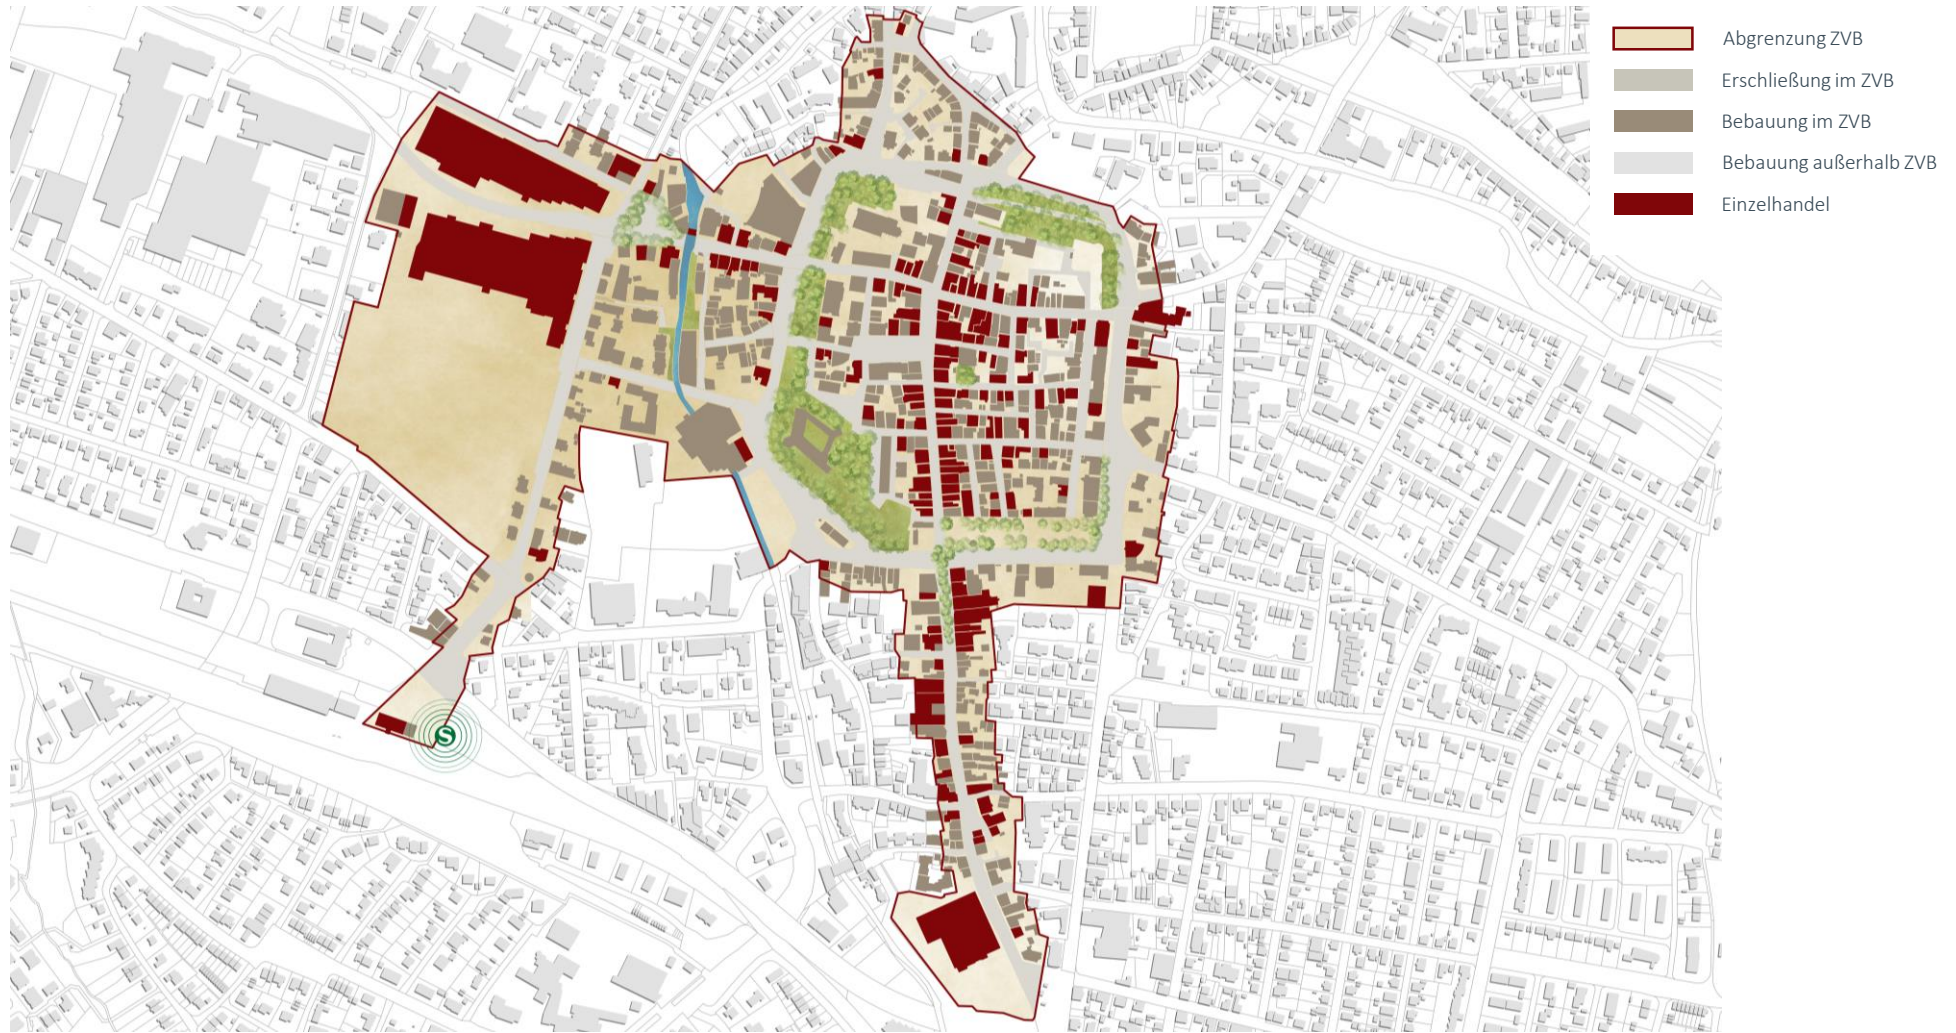 Abgrenzung ZVB
Erschließung im ZVB
Bebauung im ZVB
Bebauung außerhalb ZVB
Einzelhandel
S